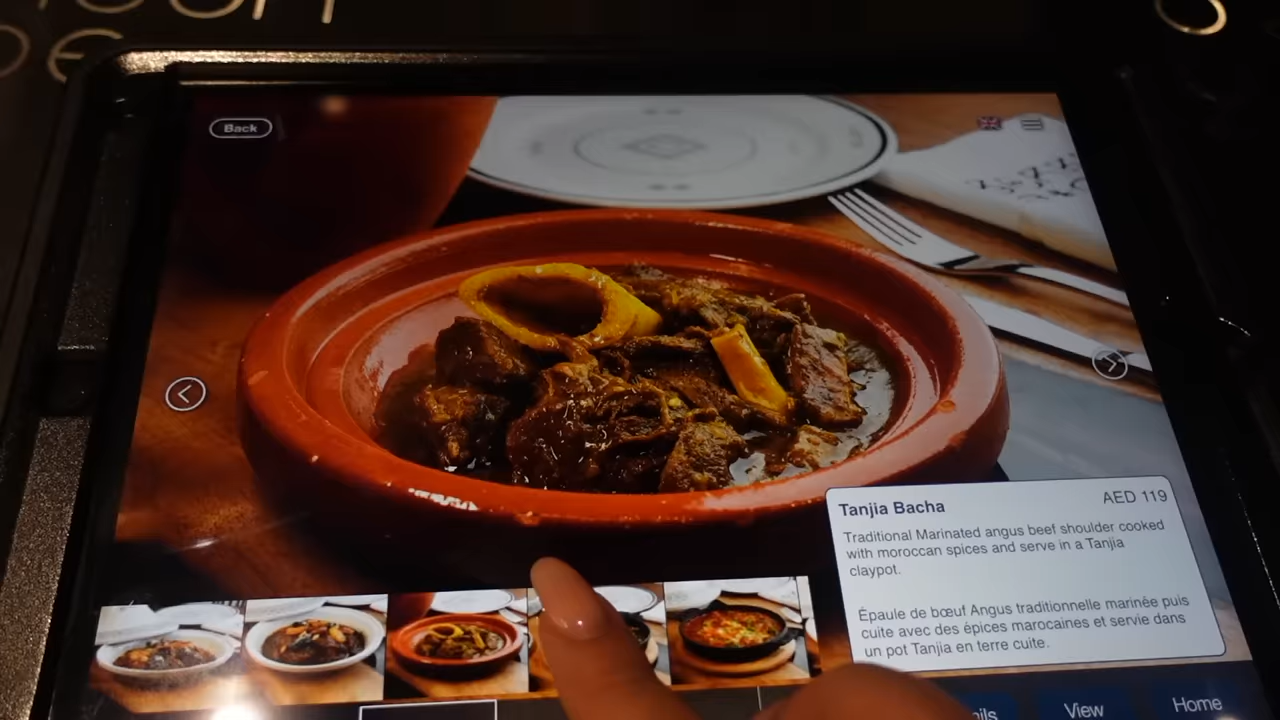 Back
Tanjia Bacha
AED 119
Traditional Marinated angus beef shoulder cooked
with moroccan spices and serve in a Tanjia
claypot.
Épaule de bœuf Angus traditionnelle marinée puis
cuite avec des épices marocaines et servie dans
un pot Tanjia en terre cuite.
View
Home